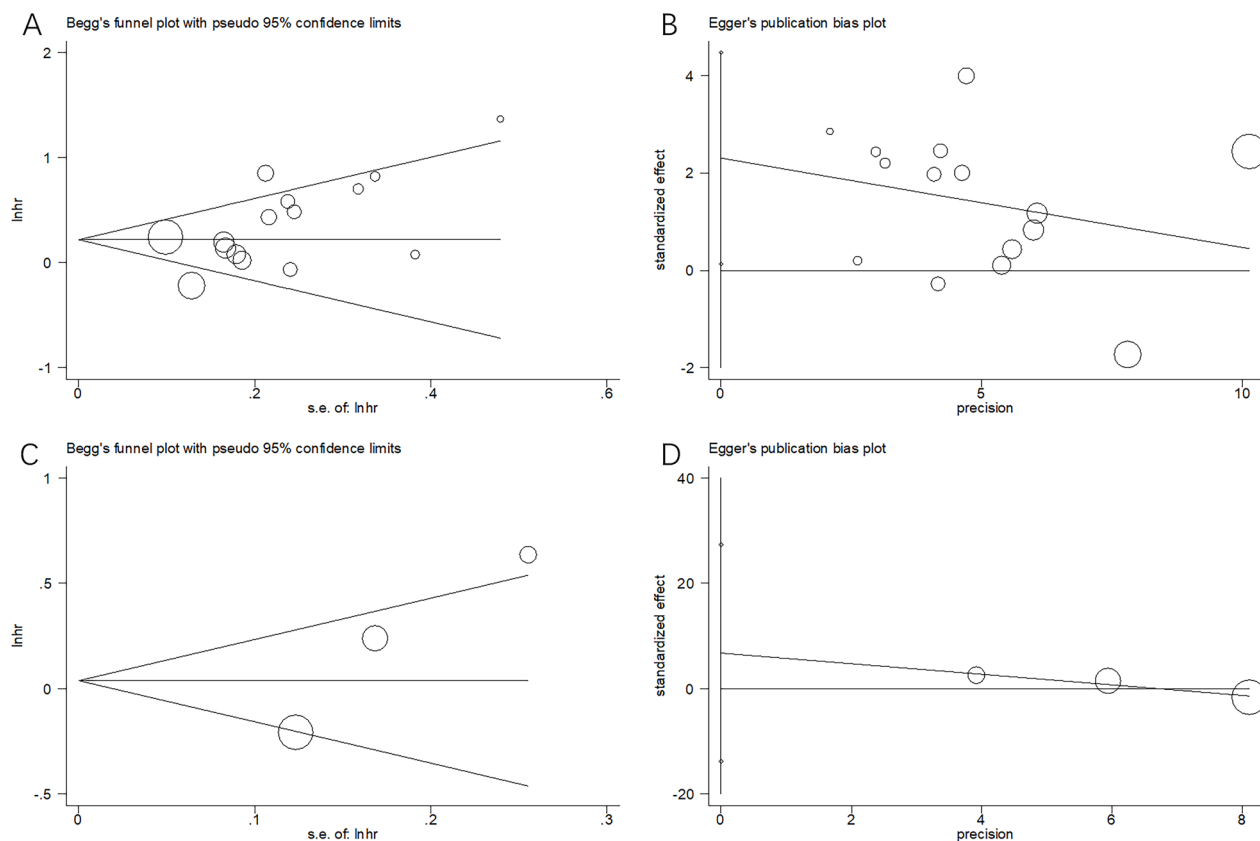 A
Begg's funnel plot with pseudo 95% confidence limits
2
1
0
-1
lnhr
0
.2
.4
.6
s.e. of: lnhr
B
Egger's publication bias plot
4
2
0
-2
standardized effect
0
5
10
precision
C
Begg's funnel plot with pseudo 95% confidence limits
1
.5
0
-.5
lnhr
0
.1
.2
.3
s.e. of: lnhr
D
Egger's publication bias plot
40
20
0
-20
standardized effect
0
2
4
6
8
precision